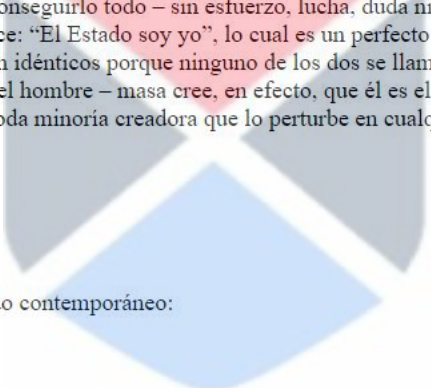 onseguirlo todo – sin esfuerzo, lucha, duda ni
ce: “El Estado soy yo”, lo cual es un perfecto
n idénticos porque ninguno de los dos se llam
el hombre – masa cree, en efecto, que él es el
oda minoría creadora que lo perturbe en cualq
o contemporáneo: